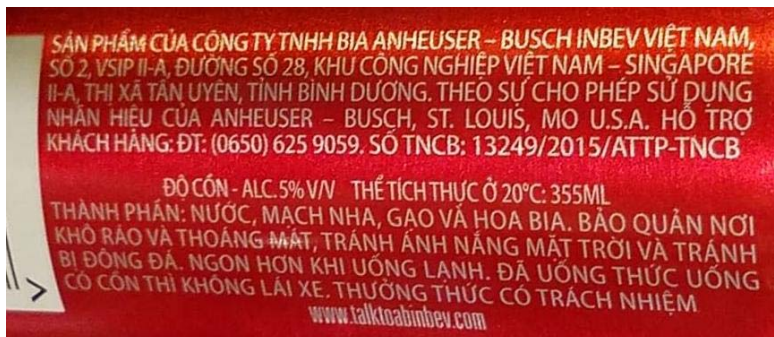 SẢN PHẨM CỦA CÔNG TY TNHH BIA ANHEUSER – BUSCH INBEV VIỆT NAM,
SỐ 2, VSIP II-A, ĐƯỜNG SỐ 28, KHU CÔNG NGHIỆP VIỆT NAM – SINGAPORE
II-A, THỊ XÃ TÂN UYÊN, TỈNH BÌNH DƯƠNG. THEO SỰ CHO PHÉP SỬ DỤNG
NHÃN HIỆU CỦA ANHEUSER – BUSCH, ST. LOUIS, MO U.S.A. HỖ TRỢ
KHÁCH HÀNG: ĐT: (0650) 625 9059. SỐ TNCB: 13249/2015/ATTP-TNCB
ĐỘ CỒN - ALC. 5% V/V THỂ TÍCH THỰC Ở 20°C: 355ML
THÀNH PHẦN: NƯỚC, MẠCH NHA, GẠO VÀ HOA BIA. BẢO QUẢN NƠI
KHÔ RÁO VÀ THOÁNG MÁT, TRÁNH ÁNH NẮNG MẶT TRỜI VÀ TRÁNH
BỊ ĐÔNG ĐÁ. NGON HƠN KHI UỐNG LẠNH. ĐÃ UỐNG THỨC UỐNG
CÓ CỒN THÌ KHÔNG LÁI XE. THƯỞNG THỨC CÓ TRÁCH NHIỆM
www.talktoabinbev.com